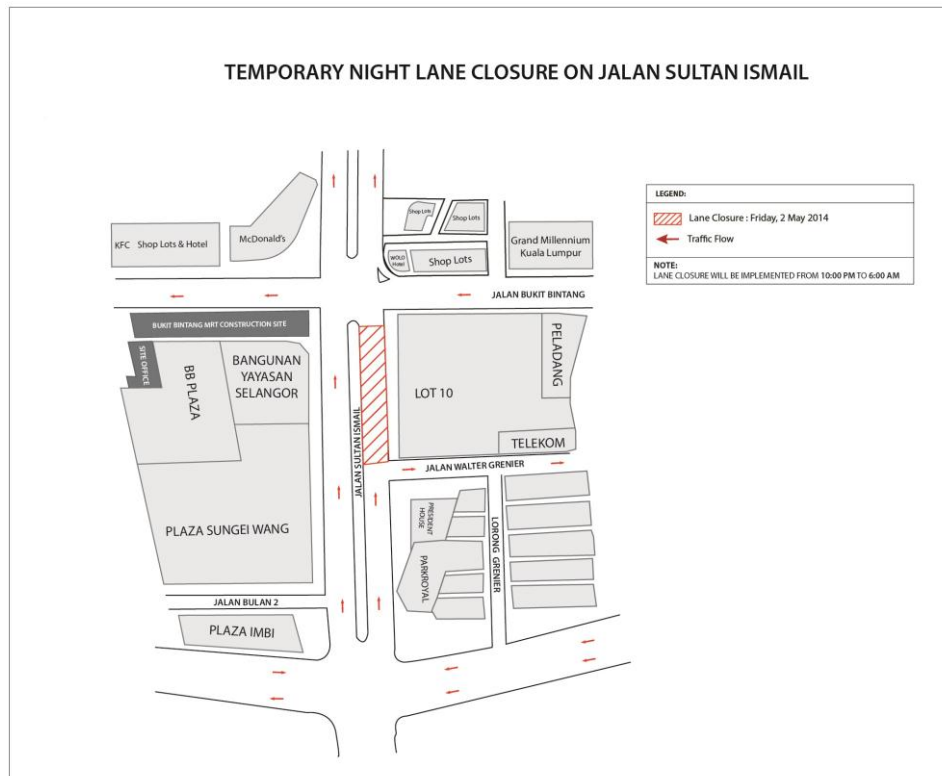 TEMPORARY NIGHT LANE CLOSURE ON JALAN SULTAN ISMAIL
KFC Shop Lots & Hotel
McDonald's
Shop Lots
Shop Lots
WOLO
Hotel
Shop Lots
Grand Millennium
Kuala Lumpur
LEGEND:
Lane Closure : Friday, 2 May 2014
Traffic Flow
NOTE:
LANE CLOSURE WILL BE IMPLEMENTED FROM 10:00 PM TO 6:00 AM
JALAN BUKIT BINTANG
BUKIT BINTANG MRT CONSTRUCTION SITE
SITE OFFICE
BB PLAZA
BANGUNAN
YAYASAN
SELANGOR
JALAN SULTAN ISMAIL
LOT 10
PELADANG
TELEKOM
JALAN WALTER GRENIER
PLAZA SUNGEI WANG
PRESIDENT
HOUSE
PARKROYAL
LORONG GRENIER
JALAN BULAN 2
PLAZA IMBI